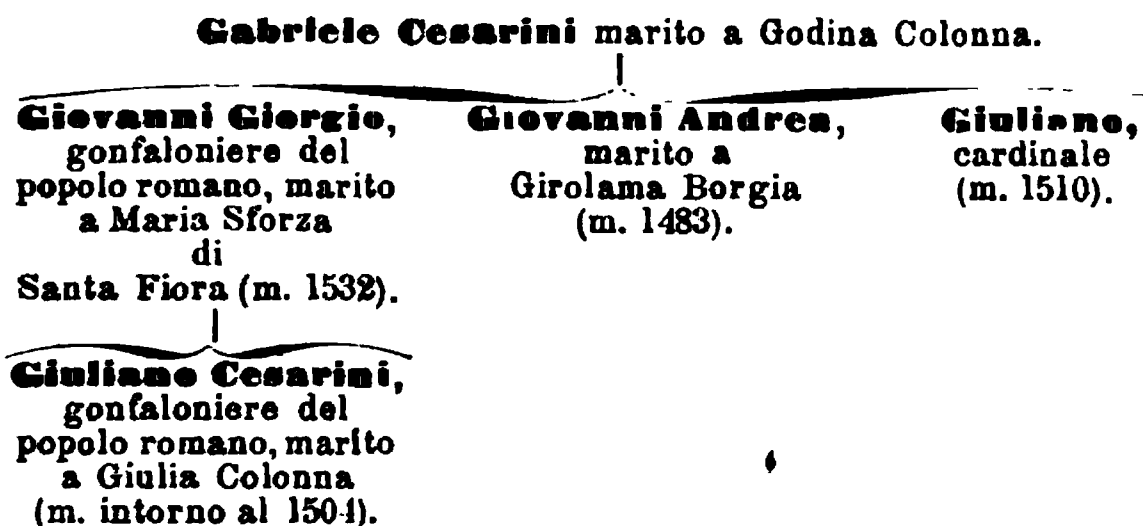 Gabriele Cesarini marito a Godina Colonna.
Giovanni Giorgio,
gonfaloniere del
popolo romano, marito
a Maria Sforza
di
Santa Fiora (m. 1532).
Giovanni Andrea,
marito a
Girolama Borgia
(m. 1483).
Giuliano,
cardinale
(m. 1510).
Giuliano Cesarini,
gonfaloniere del
popolo romano, marito
a Giulia Colonna
(m. intorno al 1504).